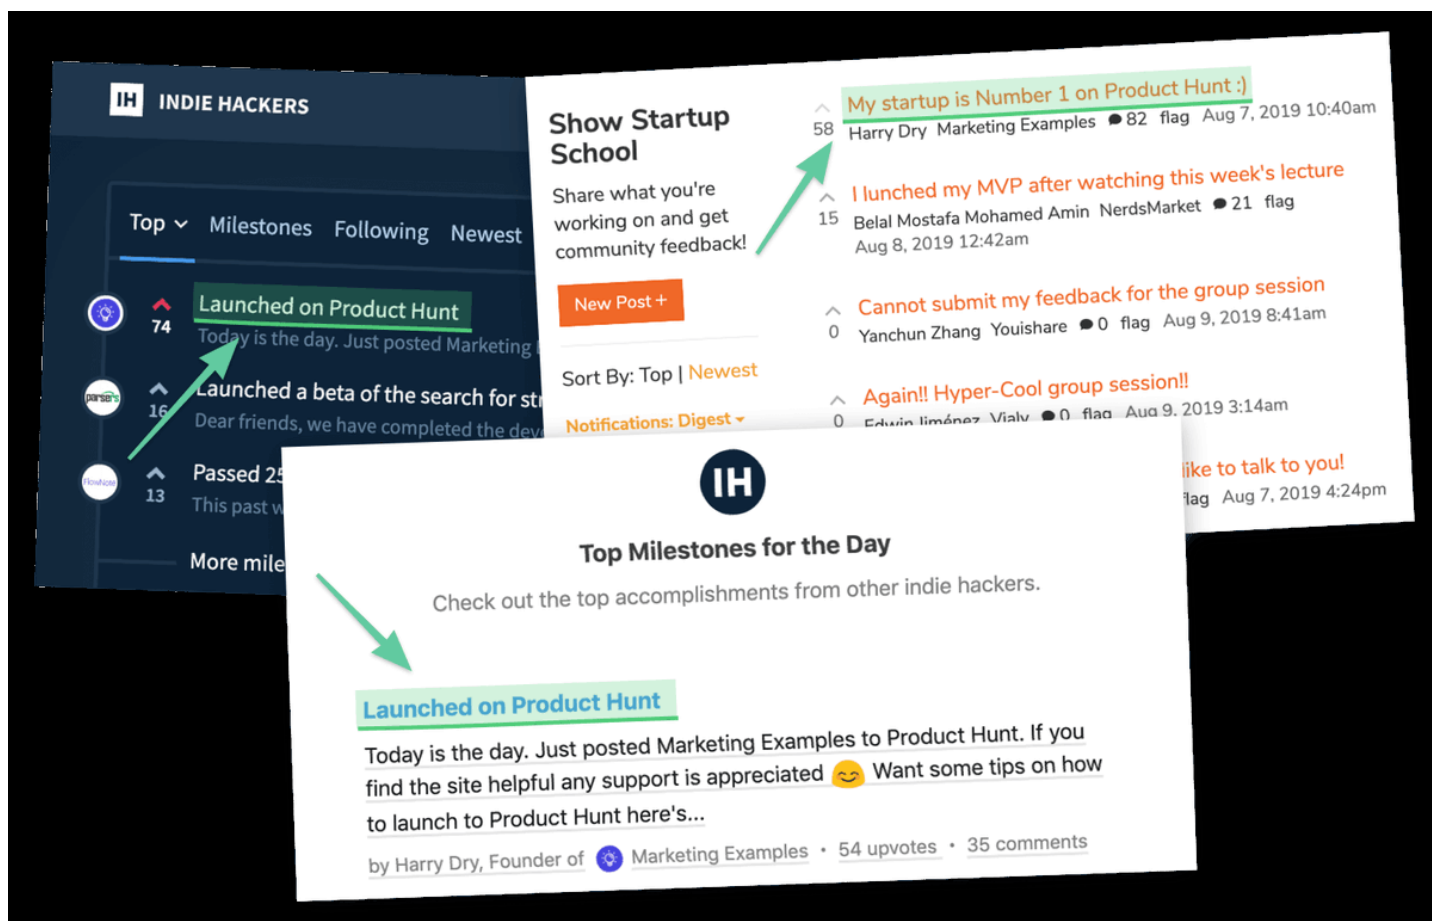 IH INDIE HACKERS
Top Milestones Following Newest
74
Launched on Product Hunt
Today is the day. Just posted Marketing
parsers
16
Launched a beta of the search for
Dear friends, we have completed the
FlowNote
13
Passed
This past
More
Show Startup
School
Share what you're
working on and get
community feedback!
New Post +
Sort By: Top | Newest
Notifications: Digest
58
My startup is Number 1 on Product Hunt :)
Harry Dry Marketing Examples 82 flag Aug 7, 2019 10:40am
15
I lunched my MVP after watching this week's lecture
Belal Mostafa Mohamed Amin NerdsMarket 21 flag
Aug 8, 2019 12:42am
0
Cannot submit my feedback for the group session
Yanchun Zhang Youishare 0 flag Aug 9, 2019 8:41am
0
Again!! Hyper-Cool group session!!
Edwin Jiménez Vialy 0 flag Aug 9, 2019 3:14am
like to talk to you!
flag Aug 7, 2019 4:24pm
IH
Top Milestones for the Day
Check out the top accomplishments from other indie hackers.
Launched on Product Hunt
Today is the day. Just posted Marketing Examples to Product Hunt. If you
find the site helpful any support is appreciated 😊 Want some tips on how
to launch to Product Hunt here's...
by Harry Dry, Founder of Marketing Examples • 54 upvotes • 35 comments